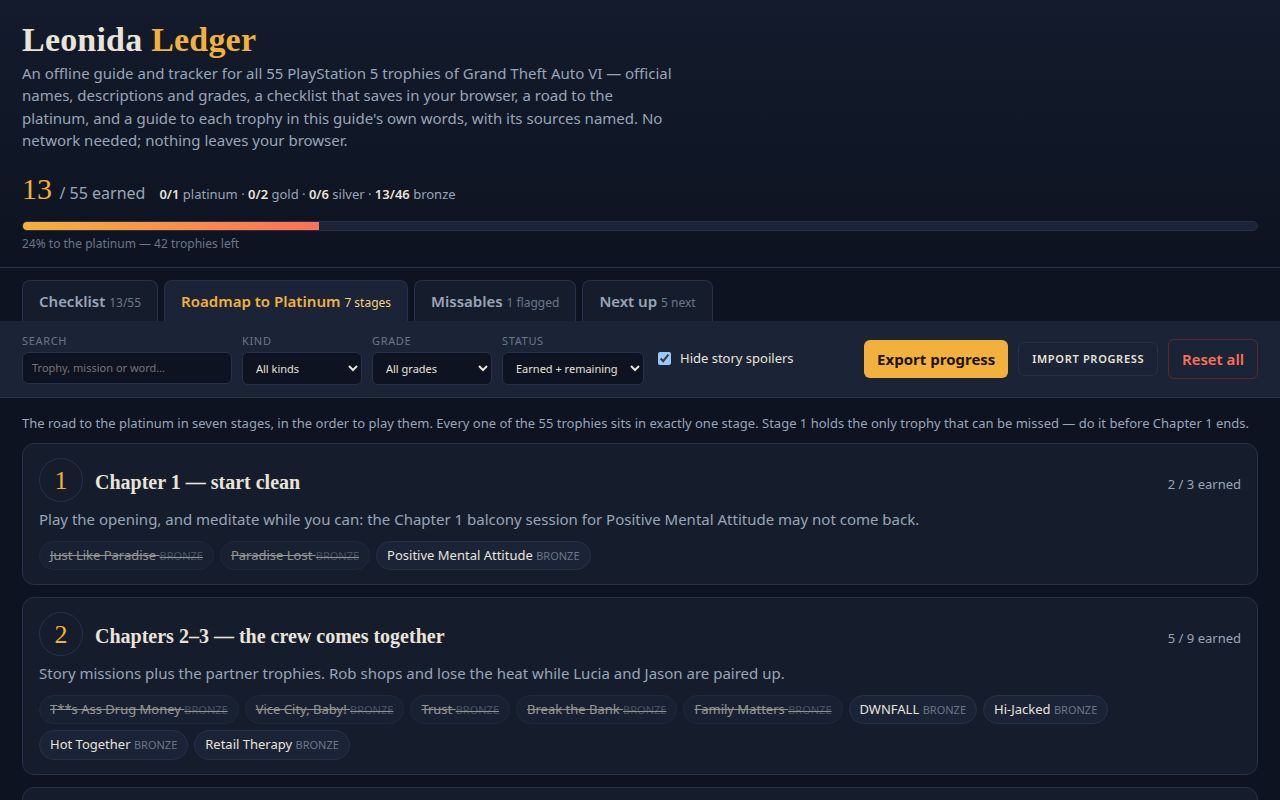 Leonida Ledger
An offline guide and tracker for all 55 PlayStation 5 trophies of Grand Theft Auto VI — official
names, descriptions and grades, a checklist that saves in your browser, a road to the
platinum, and a guide to each trophy in this guide's own words, with its sources named. No
network needed; nothing leaves your browser.
13 / 55 earned 0/1 platinum · 0/2 gold · 0/6 silver · 13/46 bronze
24% to the platinum — 42 trophies left
Checklist 13/55 Roadmap to Platinum 7 stages Missables 1 flagged Next up 5 next
SEARCH KIND GRADE STATUS
Trophy, mission or word... All kinds All grades Earned + remaining Hide story spoilers Export progress IMPORT PROGRESS Reset all
The road to the platinum in seven stages, in the order to play them. Every one of the 55 trophies sits in exactly one stage. Stage 1 holds the only trophy that can be missed — do it before Chapter 1 ends.
1 Chapter 1 — start clean 2 / 3 earned
Play the opening, and meditate while you can: the Chapter 1 balcony session for Positive Mental Attitude may not come back.
Just Like Paradise BRONZE Paradise Lost BRONZE Positive Mental Attitude BRONZE
2 Chapters 2–3 — the crew comes together 5 / 9 earned
Story missions plus the partner trophies. Rob shops and lose the heat while Lucia and Jason are paired up.
T**s Ass Drug Money BRONZE Vice City, Baby! BRONZE Trust BRONZE Break the Bank BRONZE Family Matters BRONZE DWNFALL BRONZE Hi-Jacked BRONZE
Hot Together BRONZE Retail Therapy BRONZE